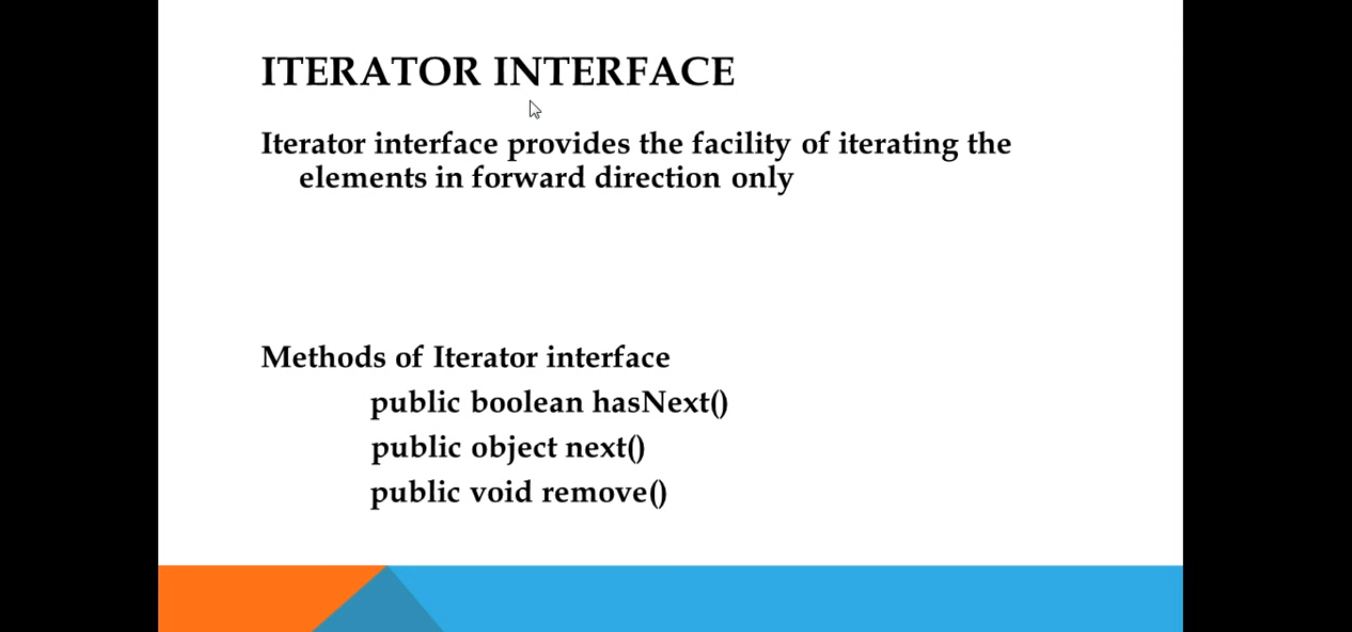 ITERATOR INTERFACE
Iterator interface provides the facility of iterating the
elements in forward direction only
Methods of Iterator interface
public boolean hasNext()
public object next()
public void remove()